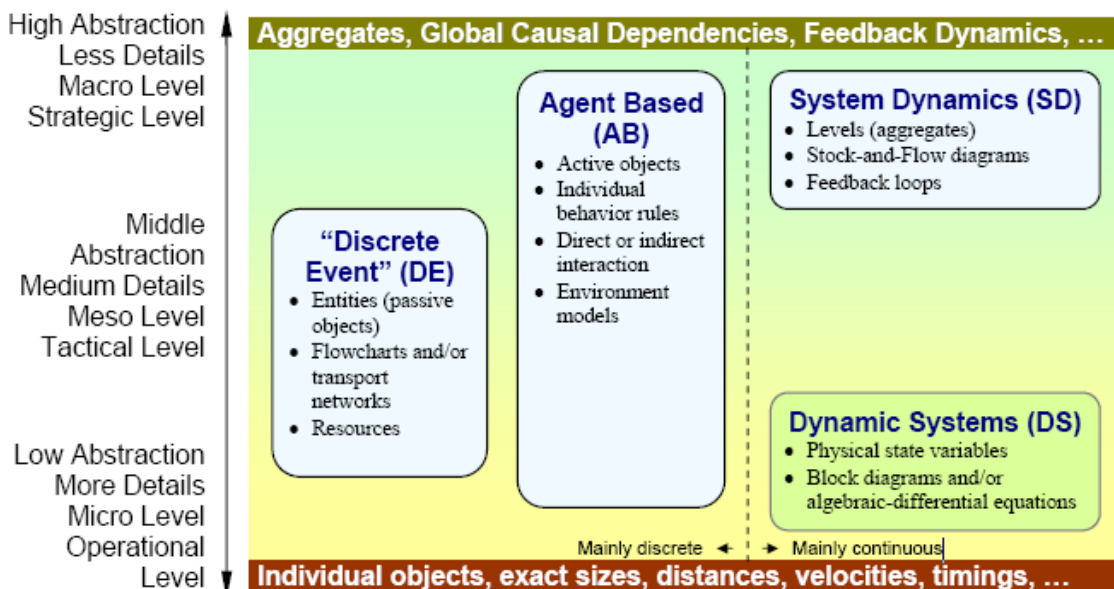 High Abstraction
Less Details
Macro Level
Strategic Level
Middle
Abstraction
Medium Details
Meso Level
Tactical Level
Low Abstraction
More Details
Micro Level
Operational
Level
Aggregates, Global Causal Dependencies, Feedback Dynamics, ...
“Discrete
Event” (DE)
• Entities (passive
objects)
• Flowcharts and/or
transport
networks
• Resources
Agent Based
(AB)
• Active objects
• Individual
behavior rules
• Direct or indirect
interaction
• Environment
models
System Dynamics (SD)
• Levels (aggregates)
• Stock-and-Flow diagrams
• Feedback loops
Dynamic Systems (DS)
• Physical state variables
• Block diagrams and/or
algebraic-differential equations
Mainly discrete
Mainly continuous
Individual objects, exact sizes, distances, velocities, timings, ...